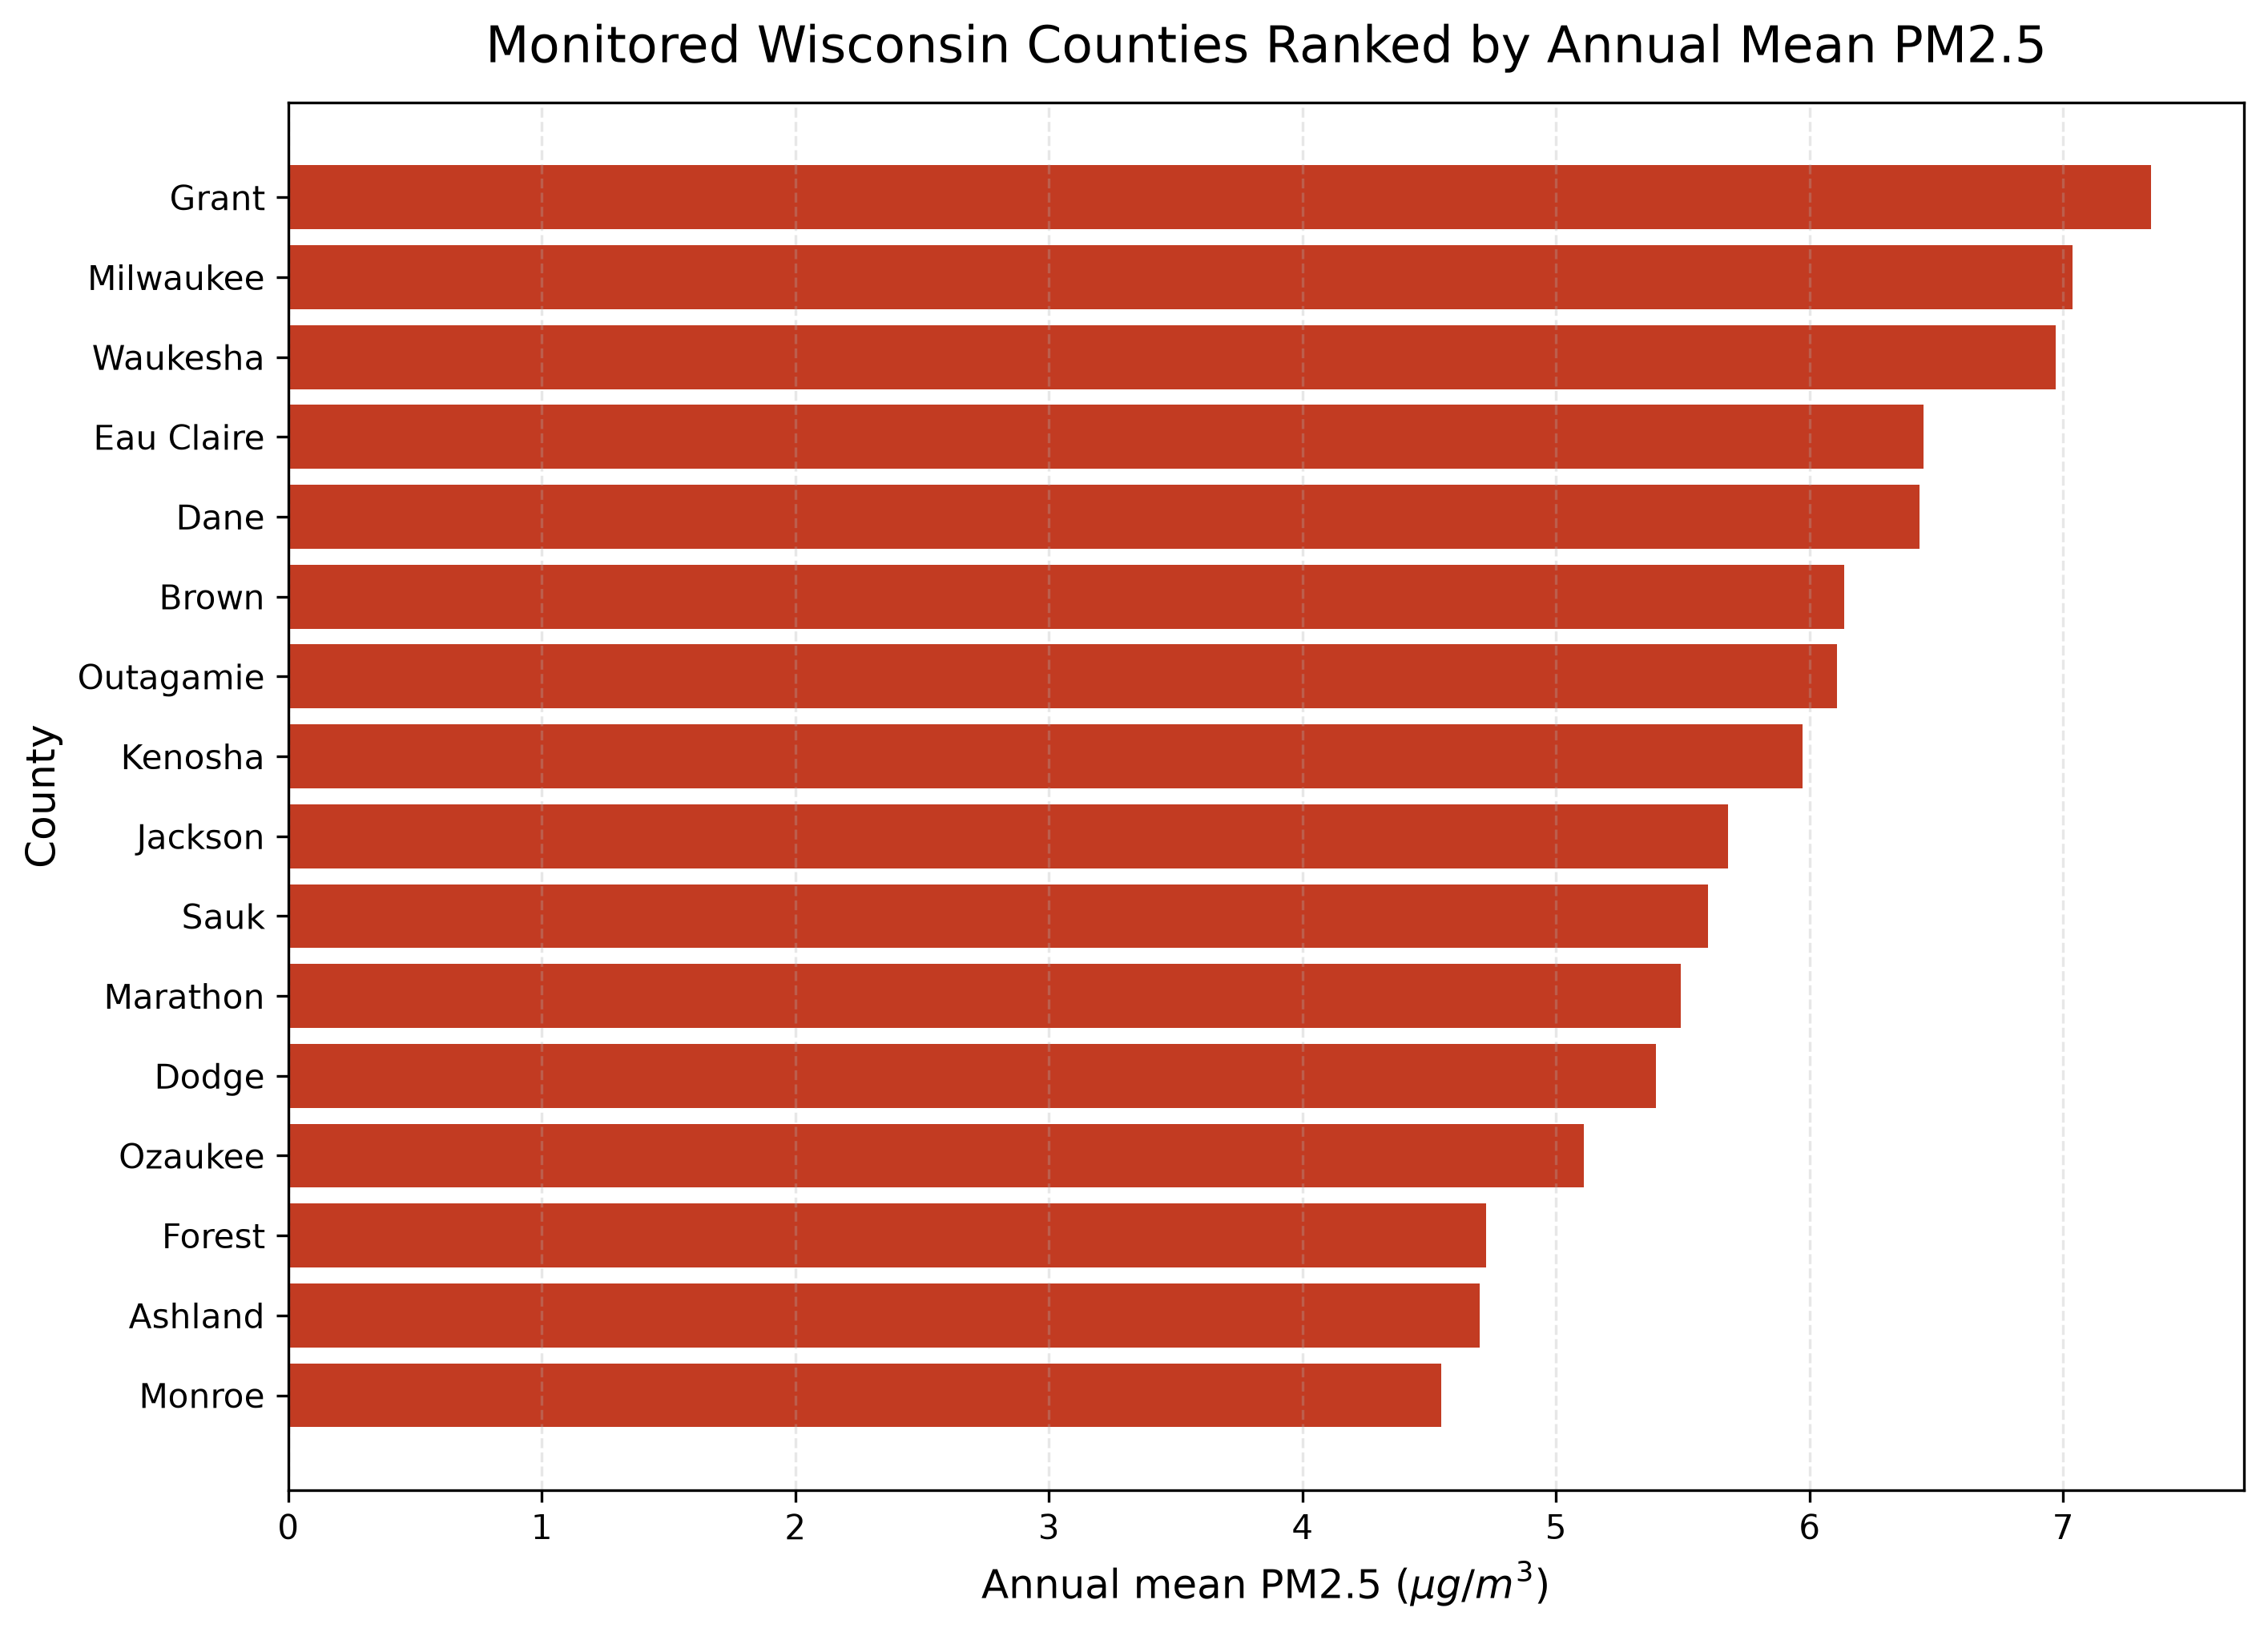 Monitored Wisconsin Counties Ranked by Annual Mean PM2.5
County
Grant
Milwaukee
Waukesha
Eau Claire
Dane
Brown
Outagamie
Kenosha
Jackson
Sauk
Marathon
Dodge
Ozaukee
Forest
Ashland
Monroe
0 1 2 3 4 5 6 7
Annual mean PM2.5 (μg/m³)